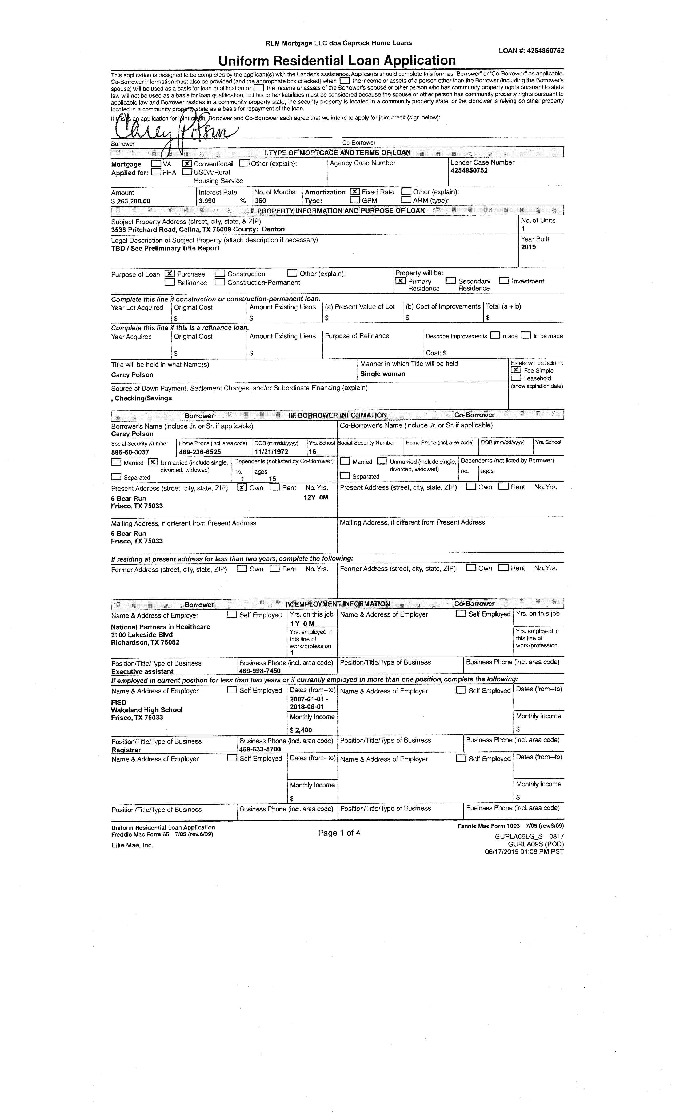 RLM Mortgage LLC dba Caprock Home Loans
LOAN #: 4254850752
Uniform Residential Loan Application
This application is designed to be completed by the applicant(s) with the Lender's assistance. Applicants should complete this form as "Borrower" or "Co-Borrower" as applicable.
Co-Borrower information must also be provided (and the appropriate box checked) when the income or assets of a person other than the Borrower (including the Borrower's
spouse) will be used as a basis for loan qualification or the income or assets of the Borrower's spouse or other person who has community property rights pursuant to state
law will not be used as a basis for loan qualification, but his or her liabilities must be considered because the spouse or other person has community property rights pursuant to
applicable law and Borrower resides in a community property state, the security property is located in a community property state, or the Borrower is relying on other property
located in a community property state as a basis for repayment of the loan.
If this is an application for joint credit, Borrower and Co-Borrower each agree that we intend to apply for joint credit (sign below):
Borrower Co-Borrower
I. TYPE OF MORTGAGE AND TERMS OF LOAN
Mortgage VA Conventional Other (explain): Agency Case Number Lender Case Number
Applied for: FHA USDA/Rural Housing Service 4254850752
Amount Interest Rate No. of Months Amortization Fixed Rate Other (explain):
$ 3.990 % 360 Type: GPM ARM (type):
II. PROPERTY INFORMATION AND PURPOSE OF LOAN
Subject Property Address (street, city, state, & ZIP) No. of Units
3536 Pritchard Road, Celina, TX 75009 County: Denton 1
Legal Description of Subject Property (attach description if necessary) Year Built
TBD / See Preliminary Title Report 2019
Purpose of Loan Purchase Construction Other (explain): Property will be:
Refinance Construction-Permanent Primary Residence Secondary Residence Investment
Complete this line if construction or construction-permanent loan.
Year Lot Acquired Original Cost Amount Existing Liens (a) Present Value of Lot (b) Cost of Improvements Total (a + b)
$ $ $ $ $
Complete this line if this is a refinance loan.
Year Acquired Original Cost Amount Existing Liens Purpose of Refinance Describe Improvements made to be made
$ $ Cost: $
Title will be held in what Name(s) Manner in which Title will be held Estate will be held in:
Carey Polson Single woman Fee Simple
Leasehold
(show expiration date)
Source of Down Payment, Settlement Charges, and/or Subordinate Financing (explain)
, Checking/Savings
Borrower III. BORROWER INFORMATION Co-Borrower
Borrower's Name (include Jr. or Sr. if applicable) Co-Borrower's Name (include Jr. or Sr. if applicable)
Carey Polson
Social Security Number Home Phone (incl. area code) DOB (mm/dd/yyyy) Yrs. School Social Security Number Home Phone (incl. area code) DOB (mm/dd/yyyy) Yrs. School
11/21/1972 16
Married Unmarried (include single, divorced, widowed) Dependents (not listed by Co-Borrower) Married Unmarried (include single, divorced, widowed) Dependents (not listed by Borrower)
Separated no. 1 ages 15 Separated no. ages
Present Address (street, city, state, ZIP) Own Rent No. Yrs. Present Address (street, city, state, ZIP) Own Rent No. Yrs.
6 Bear Run 12Y 0M
Frisco, TX 75033
Mailing Address, if different from Present Address Mailing Address, if different from Present Address
6 Bear Run
Frisco, TX 75033
If residing at present address for less than two years, complete the following:
Former Address (street, city, state, ZIP) Own Rent No. Yrs. Former Address (street, city, state, ZIP) Own Rent No. Yrs.
Borrower IV. EMPLOYMENT INFORMATION Co-Borrower
Name & Address of Employer Self Employed Yrs. on this job Name & Address of Employer Self Employed Yrs. on this job
National Partners in Healthcare 1Y 0M
2100 Lakeside Blvd Yrs. employed in this line of work/profession Yrs. employed in this line of work/profession
Richardson, TX 75082 1
Position/Title/Type of Business Business Phone (incl. area code) Position/Title/Type of Business Business Phone (incl. area code)
Executive assistant
If employed in current position for less than two years or if currently employed in more than one position, complete the following:
Name & Address of Employer Self Employed Dates (from–to) Name & Address of Employer Self Employed Dates (from–to)
FISD 2007-01-01 -
Wakeland High School 2018-06-01
Frisco, TX 75033 Monthly Income Monthly Income
$ 2,400 $
Position/Title/Type of Business Business Phone (incl. area code) Position/Title/Type of Business Business Phone (incl. area code)
Registrar 469-633-5700
Name & Address of Employer Self Employed Dates (from–to) Name & Address of Employer Self Employed Dates (from–to)
Monthly Income Monthly Income
$ $
Position/Title/Type of Business Business Phone (incl. area code) Position/Title/Type of Business Business Phone (incl. area code)
Uniform Residential Loan Application Fannie Mae Form 1003 7/05 (rev.6/09)
Freddie Mac Form 65 7/05 (rev.6/09) Page 1 of 4
Ellie Mae, Inc. GURLA09S (POD)
06/17/2019 01:08 PM PST